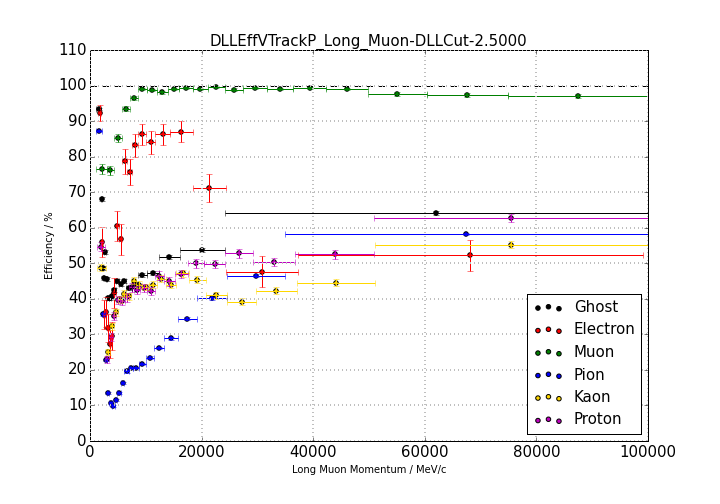 DLLEffVTrackP_Long_Muon-DLLCut-2.5000
110
100
90
80
70
60
50
40
30
20
10
0
Efficiency / %
0 20000 40000 60000 80000 100000
Long Muon Momentum / MeV/c
Ghost
Electron
Muon
Pion
Kaon
Proton